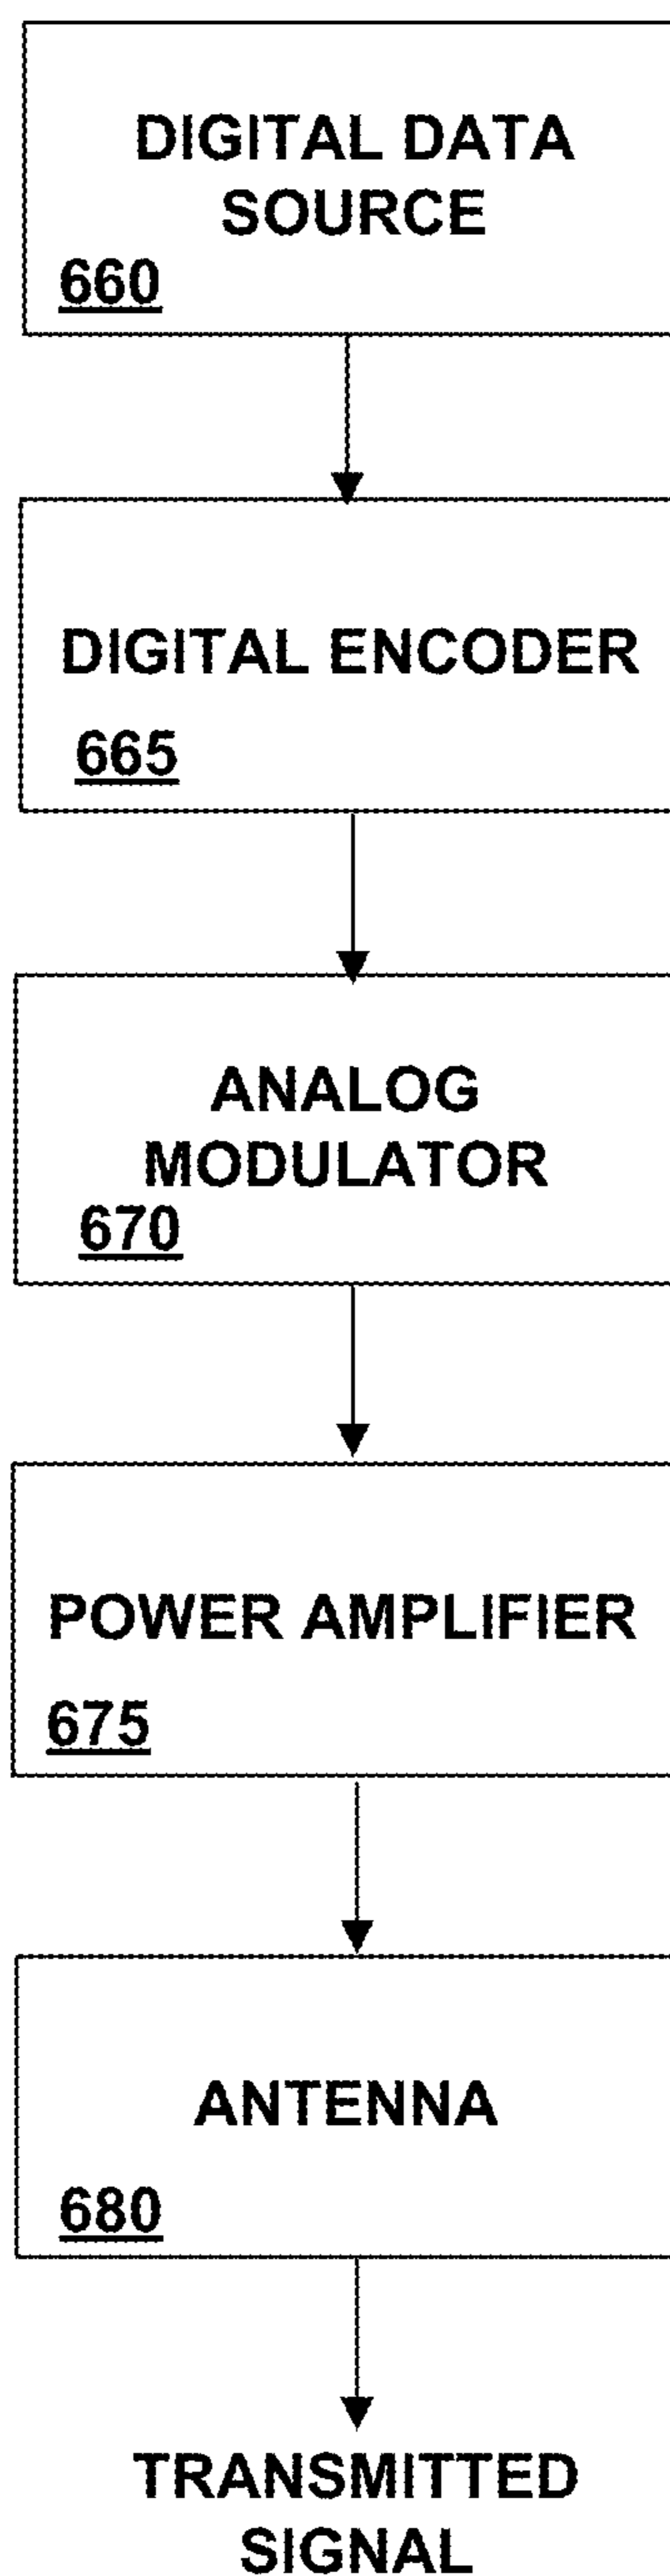 DIGITAL DATA
SOURCE
660
DIGITAL ENCODER
665
ANALOG
MODULATOR
670
POWER AMPLIFIER
675
ANTENNA
680
TRANSMITTED
SIGNAL